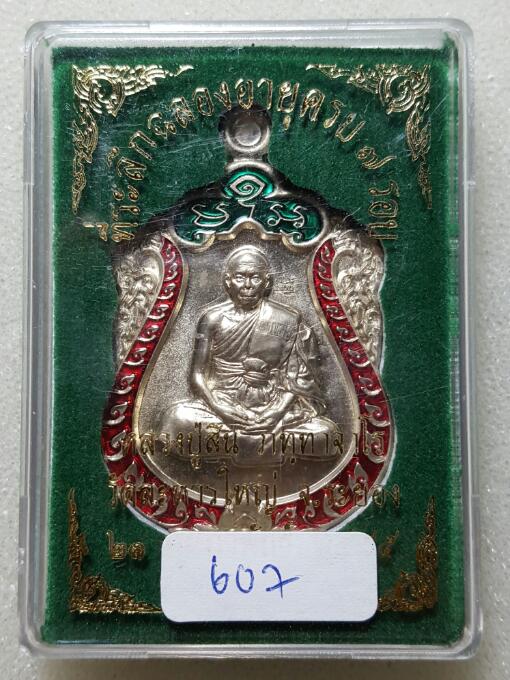 ที่ระลึกฉลองอายุครบ ๗ รอบ
หลวงปู่สิน ภทฺทาจาโร
วัดละหารใหญ่ จ.ระยอง
๒๑
607